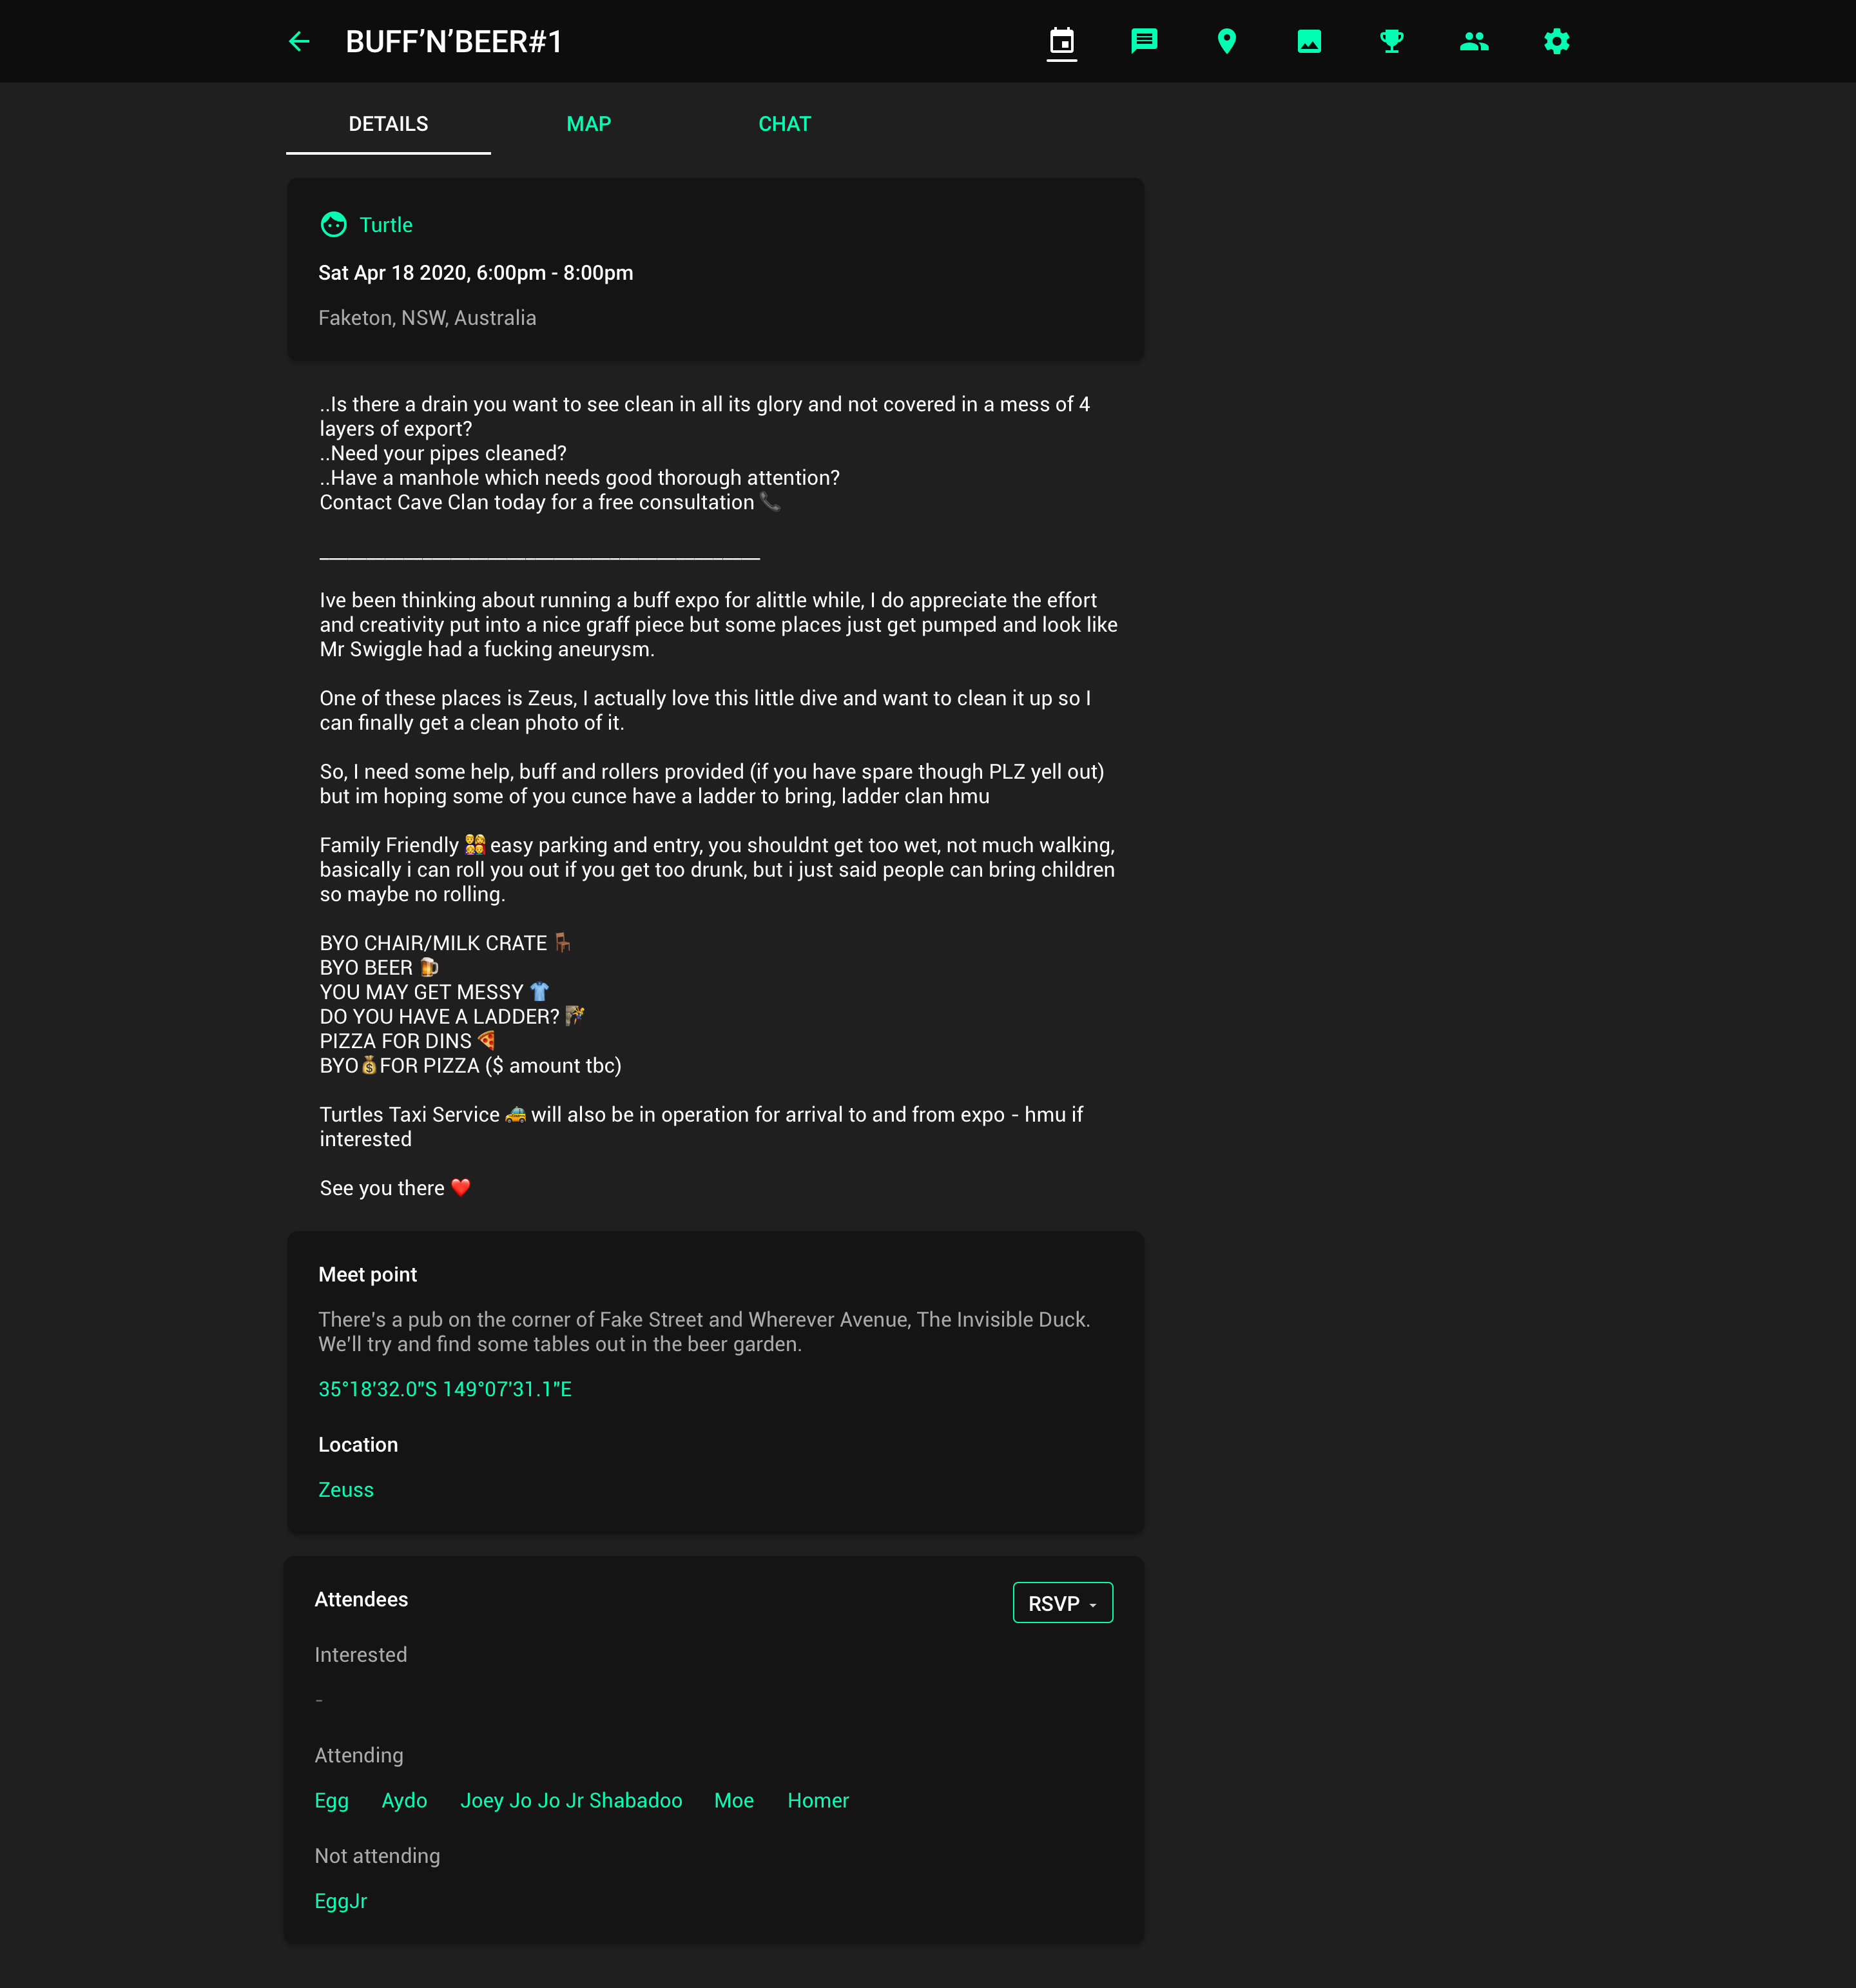 BUFF’N’BEER#1
DETAILS
MAP
CHAT
Turtle
Sat Apr 18 2020, 6:00pm - 8:00pm
Faketon, NSW, Australia
..Is there a drain you want to see clean in all its glory and not covered in a mess of 4
layers of export?
..Need your pipes cleaned?
..Have a manhole which needs good thorough attention?
Contact Cave Clan today for a free consultation 📞
________________________________________
Ive been thinking about running a buff expo for alittle while, I do appreciate the effort
and creativity put into a nice graff piece but some places just get pumped and look like
Mr Swiggle had a fucking aneurysm.
One of these places is Zeus, I actually love this little dive and want to clean it up so I
can finally get a clean photo of it.
So, I need some help, buff and rollers provided (if you have spare though PLZ yell out)
but im hoping some of you cunce have a ladder to bring, ladder clan hmu
Family Friendly 👨‍👩‍👧‍👦 easy parking and entry, you shouldnt get too wet, not much walking,
basically i can roll you out if you get too drunk, but i just said people can bring children
so maybe no rolling.
BYO CHAIR/MILK CRATE 🪑
BYO BEER 🍺
YOU MAY GET MESSY 👕
DO YOU HAVE A LADDER? 🧗
PIZZA FOR DINS 🍕
BYO💰FOR PIZZA ($ amount tbc)
Turtles Taxi Service 🚕 will also be in operation for arrival to and from expo - hmu if
interested
See you there ❤️
Meet point
There's a pub on the corner of Fake Street and Wherever Avenue, The Invisible Duck.
We'll try and find some tables out in the beer garden.
35°18'32.0"S 149°07'31.1"E
Location
Zeuss
Attendees
RSVP
Interested
-
Attending
Egg Aydo Joey Jo Jo Jr Shabadoo Moe Homer
Not attending
EggJr